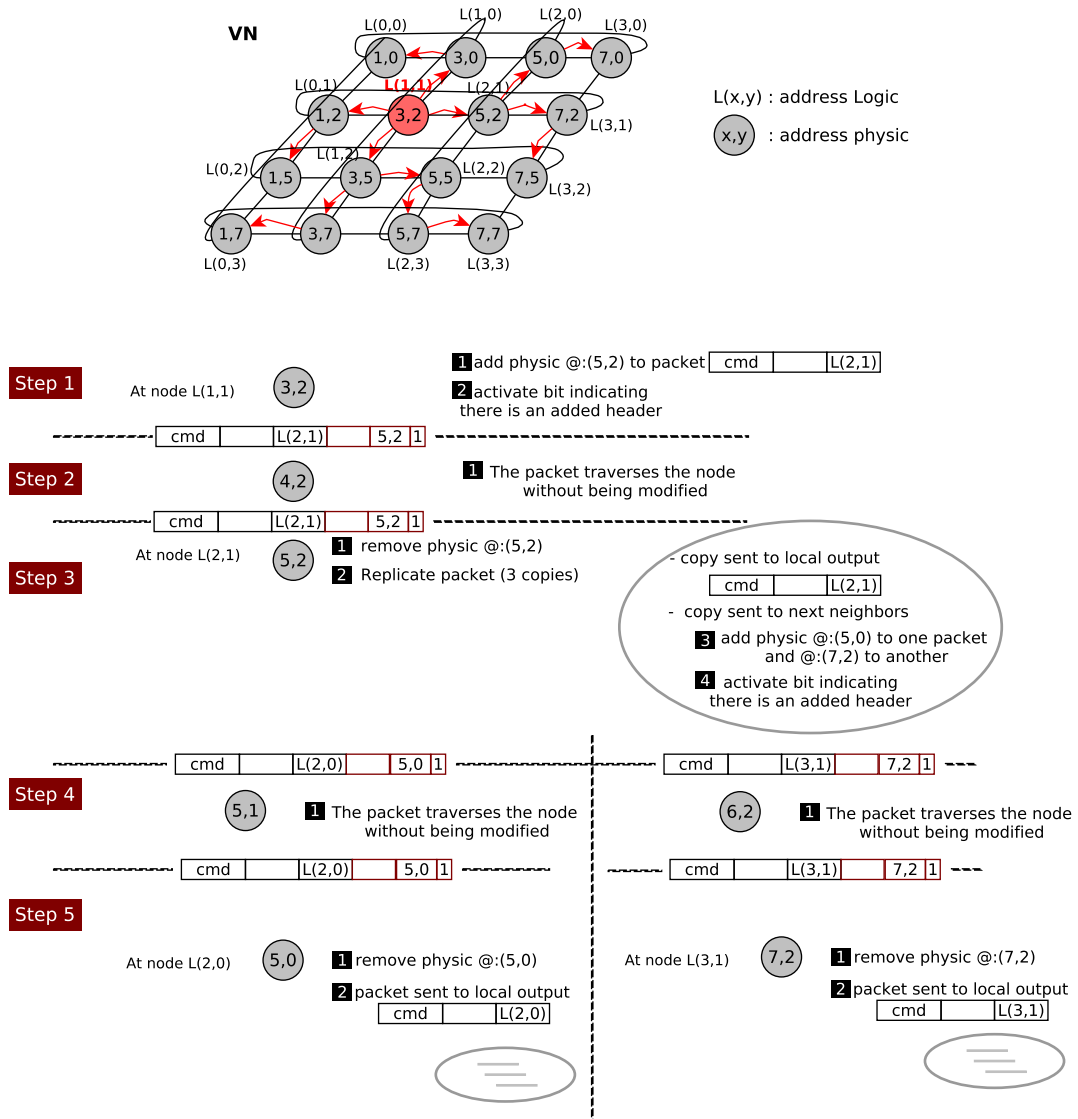 VN
L(0,0) L(1,0) L(2,0) L(3,0)
1,0 3,0 5,0 7,0
L(0,1) L(1,1) L(2,1)
1,2 3,2 5,2 7,2
L(3,1)
L(0,2) L(1,2) L(2,2)
1,5 3,5 5,5 7,5
L(3,2)
1,7 3,7 5,7 7,7
L(0,3) L(2,3) L(3,3)
L(x,y) : address Logic
x,y : address physic
Step 1
At node L(1,1)
3,2
1 add physic @:(5,2) to packet
cmd L(2,1)
2 activate bit indicating
there is an added header
cmd L(2,1) 5,2 1
Step 2
4,2
1 The packet traverses the node
without being modified
cmd L(2,1) 5,2 1
Step 3
At node L(2,1)
5,2
1 remove physic @:(5,2)
2 Replicate packet (3 copies)
- copy sent to local output
cmd L(2,1)
- copy sent to next neighbors
3 add physic @:(5,0) to one packet
and @:(7,2) to another
4 activate bit indicating
there is an added header
cmd L(2,0) 5,0 1
Step 4
5,1
1 The packet traverses the node
without being modified
cmd L(2,0) 5,0 1
cmd L(3,1) 7,2 1
6,2
1 The packet traverses the node
without being modified
cmd L(3,1) 7,2 1
Step 5
At node L(2,0)
5,0
1 remove physic @:(5,0)
2 packet sent to local output
cmd L(2,0)
At node L(3,1)
7,2
1 remove physic @:(7,2)
2 packet sent to local output
cmd L(3,1)